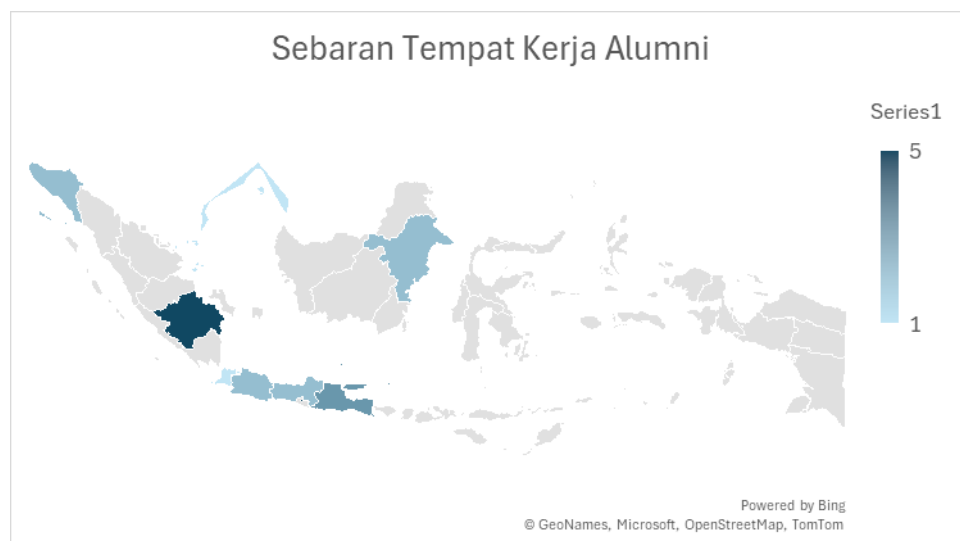 Sebaran Tempat Kerja Alumni
Series1
5
1
Powered by Bing
© GeoNames, Microsoft, OpenStreetMap, TomTom